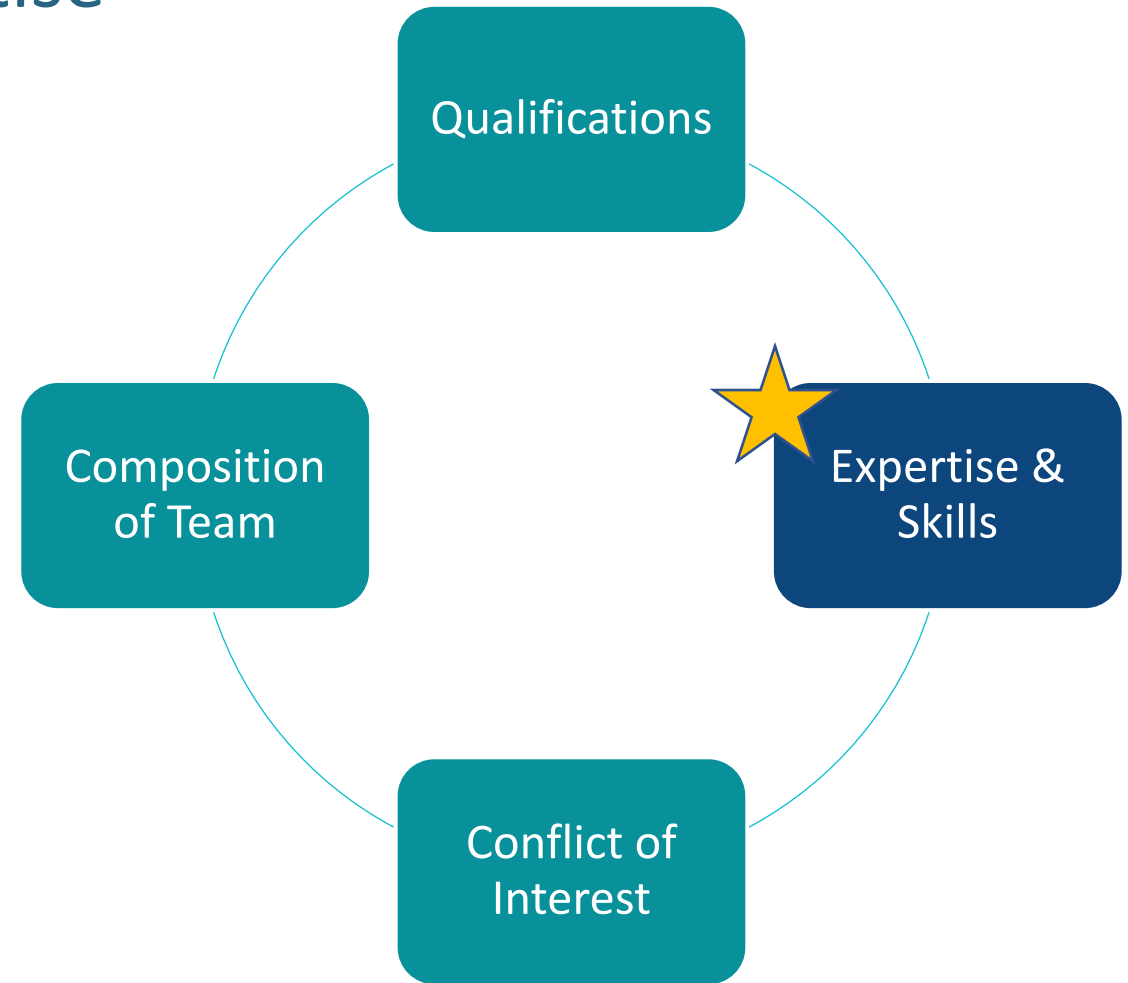 Qualifications
Expertise &
Skills
Conflict of
Interest
Composition
of Team